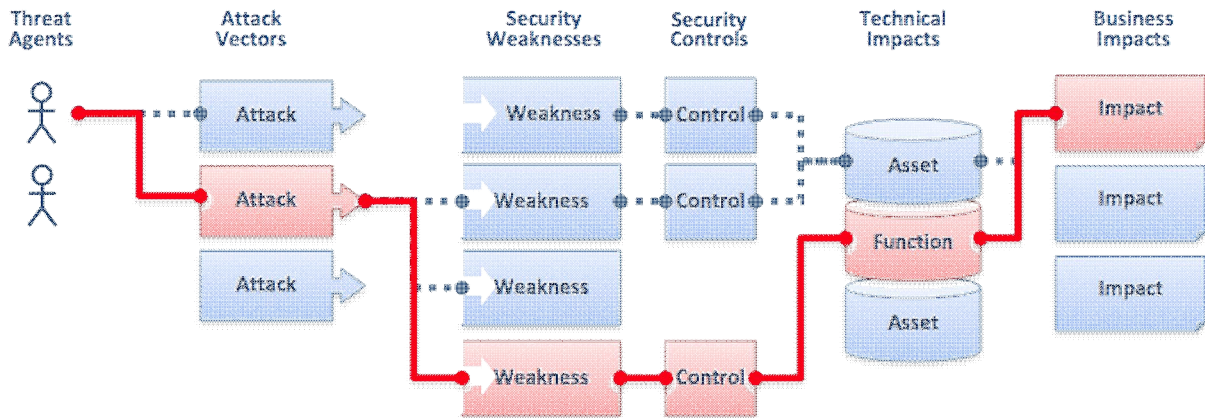 Threat
Agents
Attack
Vectors
Security
Weaknesses
Security
Controls
Technical
Impacts
Business
Impacts
Attack
Weakness
Control
Impact
Asset
Attack
Weakness
Control
Impact
Function
Attack
Weakness
Impact
Asset
Weakness
Control